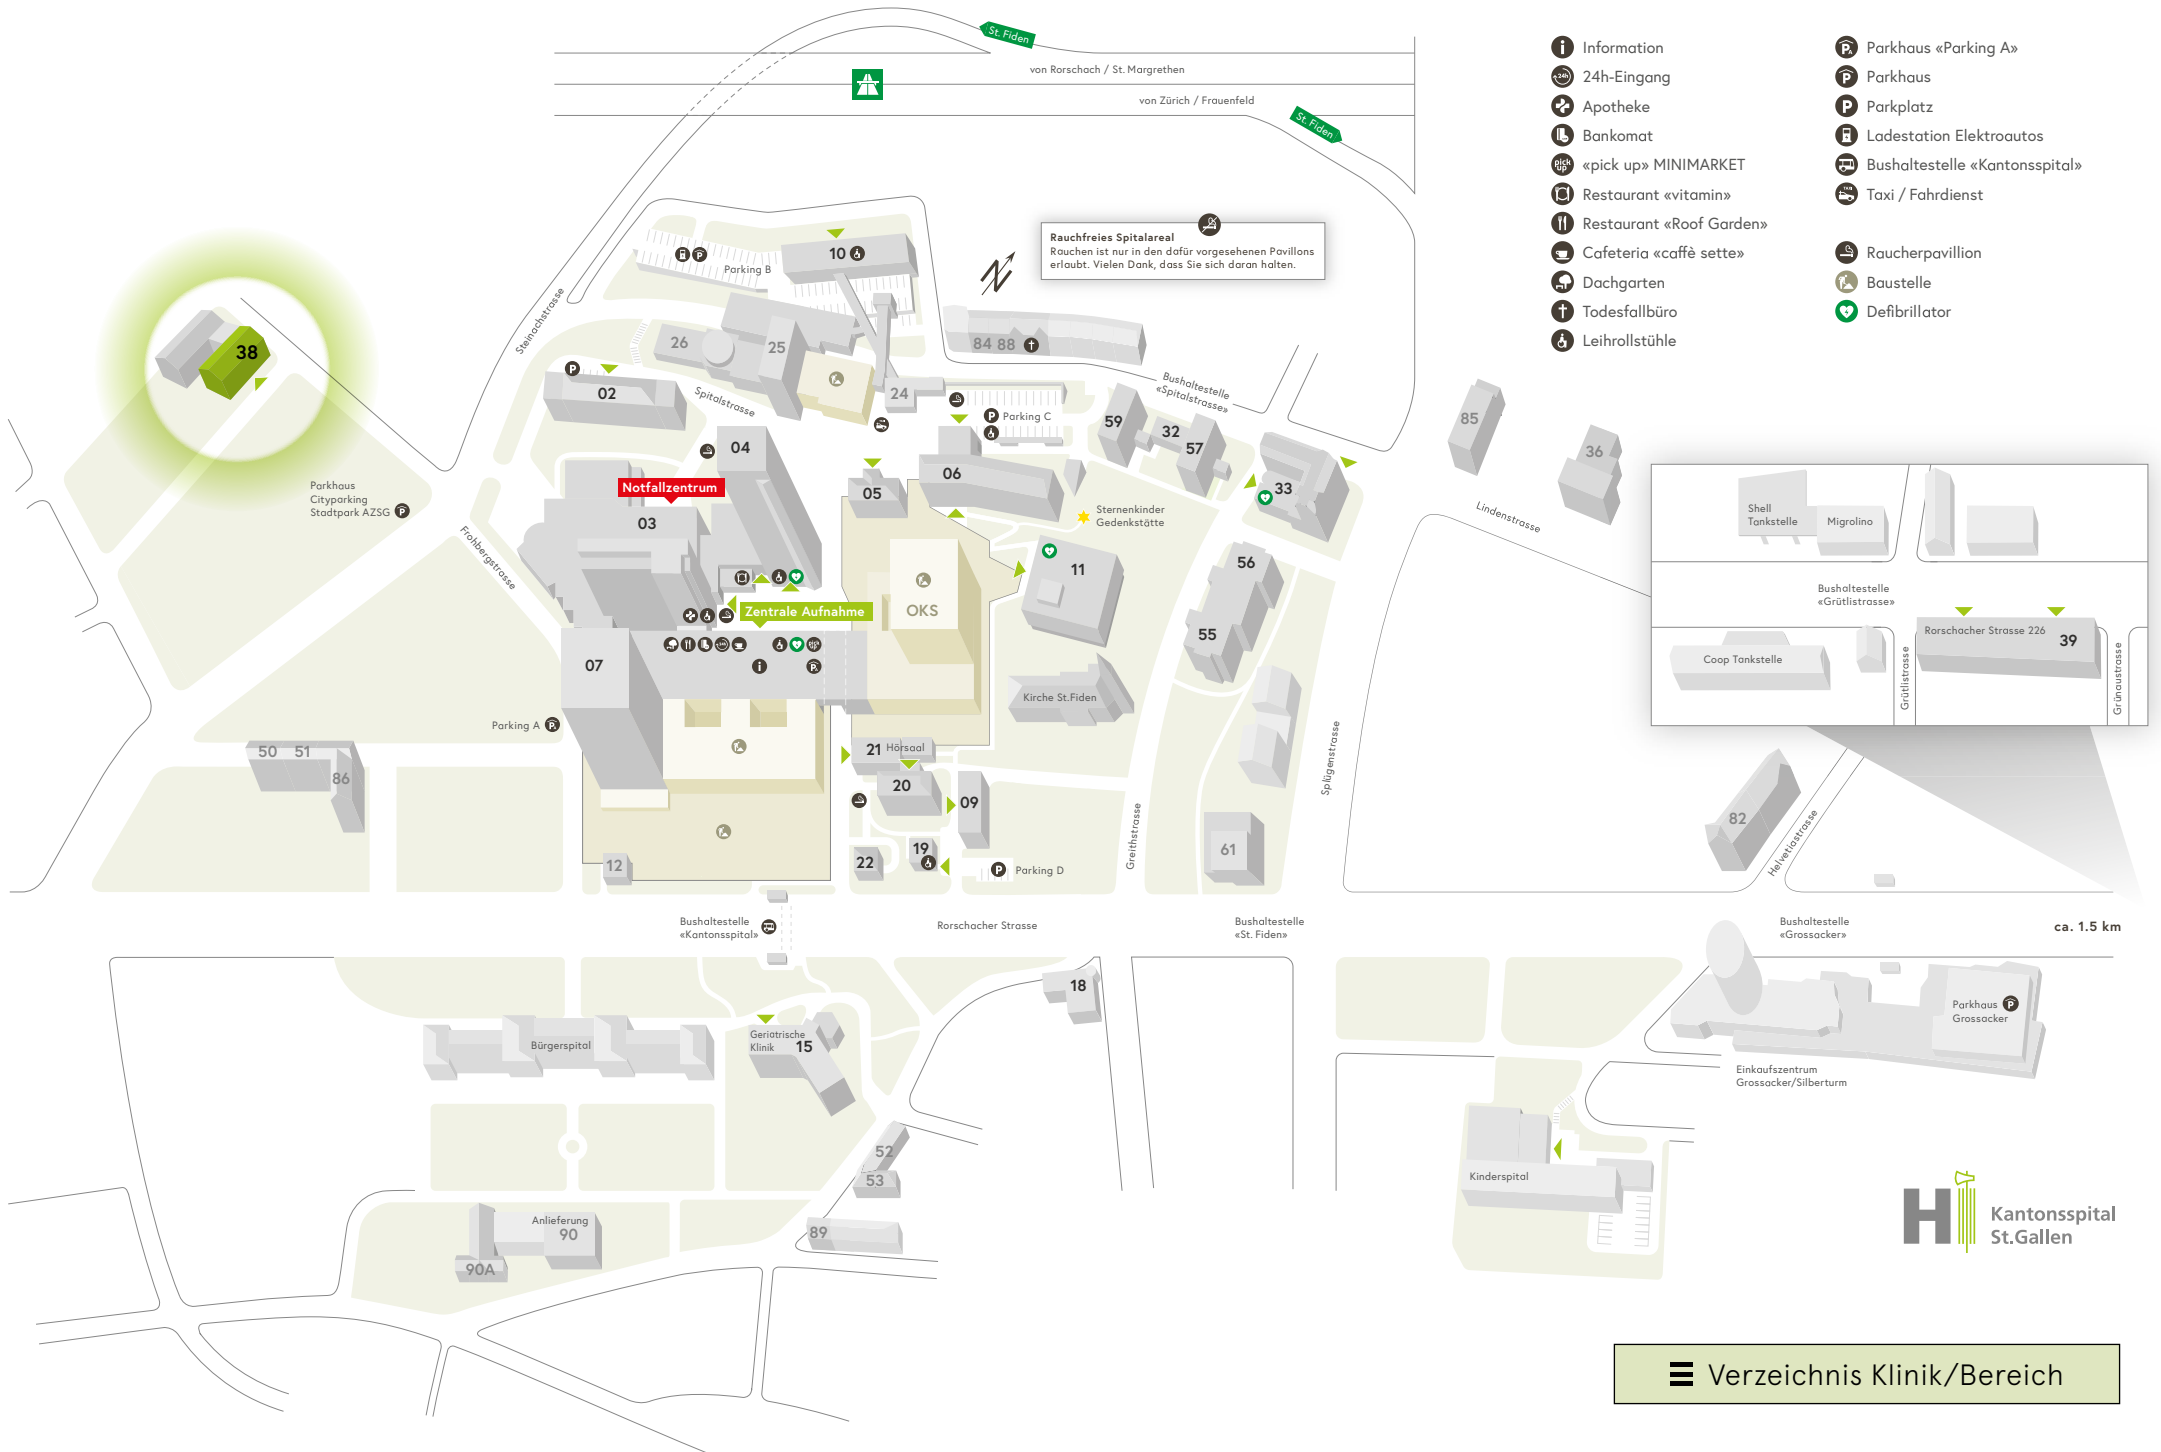 St. Fiden
von Rorschach / St. Margrethen
von Zürich / Frauenfeld
St. Fiden
Information
24h-Eingang
Apotheke
Bankomat
«pick up» MINIMARKET
Restaurant «vitamin»
Restaurant «Roof Garden»
Cafeteria «caffè sette»
Dachgarten
Todesfallbüro
Leihrollstühle
Parkhaus «Parking A»
Parkhaus
Parkplatz
Ladestation Elektroautos
Bushaltestelle «Kantonsspital»
Taxi / Fahrdienst
Raucherpavillion
Baustelle
Defibrillator
Rauchfreies Spitalareal
Rauchen ist nur in den dafür vorgesehenen Pavillons
erlaubt. Vielen Dank, dass Sie sich daran halten.
N
Parking B
10
Steinachstrasse
38
26
25
84 88
02
Spitalstrasse
24
Parking C
Bushaltestelle
«Spitalstrasse»
59
32
57
85
36
04
06
05
33
Parkhaus
Cityparking
Stadtpark AZSG
Notfallzentrum
03
Frohbergstrasse
Sternenkinder
Gedenkstätte
Lindenstrasse
11
56
55
OKS
Zentrale Aufnahme
07
Kirche St.Fiden
Parking A
Shell
Tankstelle
Migrolino
Bushaltestelle
«Grütlistrasse»
Rorschacher Strasse 226
39
Coop Tankstelle
Grütlistrasse
Grünaustrasse
50 51
86
21 Hörsaal
20
09
22
19
Parking D
12
Greithstrasse
Splügenstrasse
61
82
Helvetiastrasse
Bushaltestelle
«Kantonsspital»
Rorschacher Strasse
Bushaltestelle
«St. Fiden»
Bushaltestelle
«Grossacker»
ca. 1.5 km
18
Parkhaus
Grossacker
Einkaufszentrum
Grossacker/Silberturm
Bürgerspital
Geriatrische
Klinik
15
52
53
89
Anlieferung
90
90A
Kinderspital
Kantonsspital
St.Gallen
Verzeichnis Klinik/Bereich